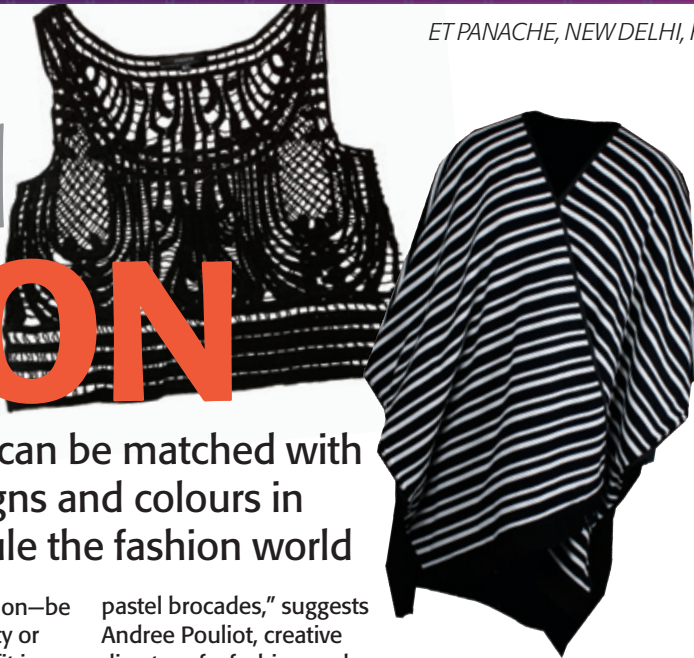 ET PANACHE, NEW DELHI,
ON
can be matched with
gns and colours in
ule the fashion world
on—be
ty or
pastel brocades,” suggests
Andree Pouliot, creative